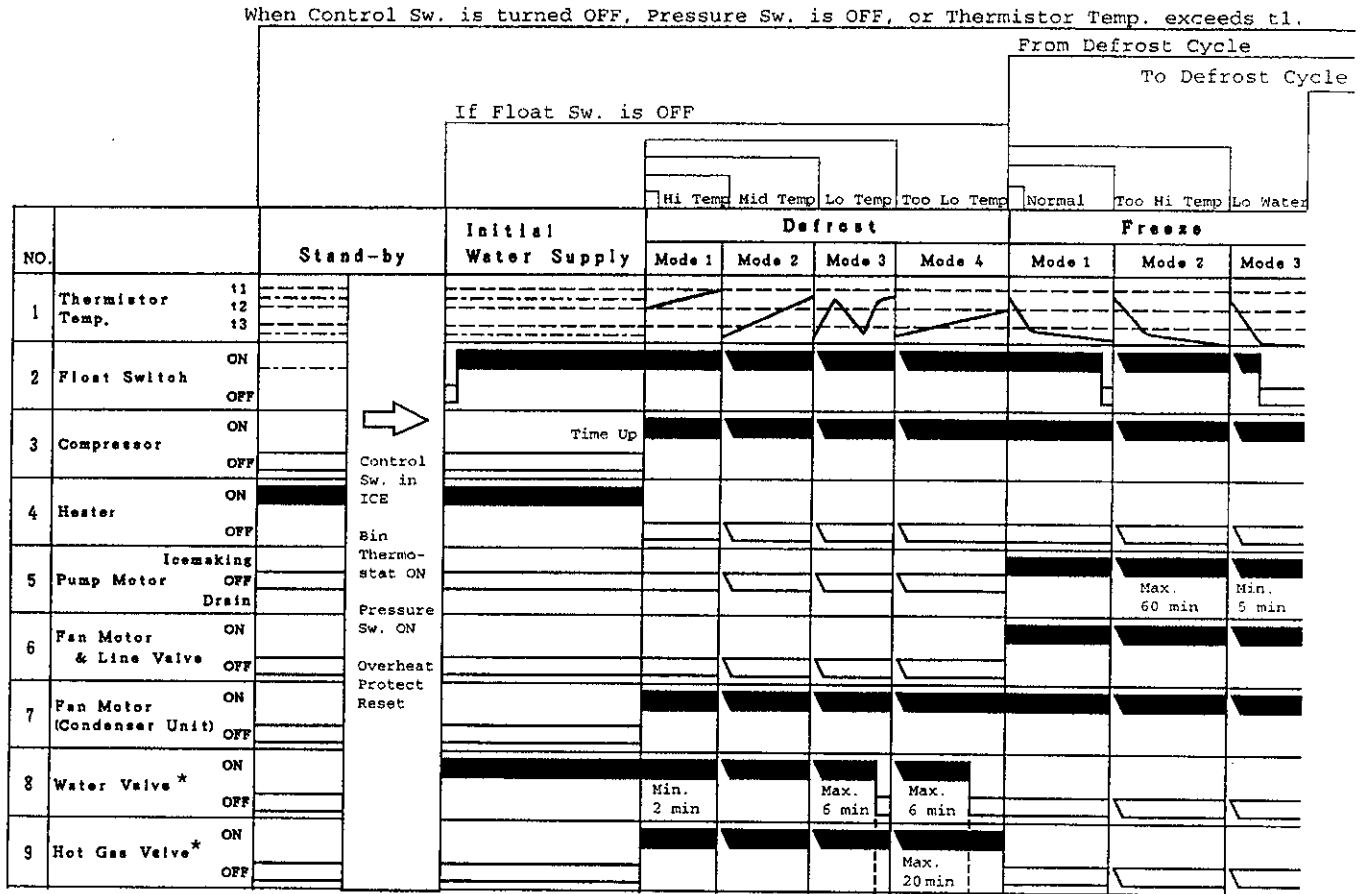 When Control Sw. is turned OFF, Pressure Sw. is OFF, or Thermistor Temp. exceeds t1.
From Defrost Cycle
To Defrost Cycle
If Float Sw. is OFF
Hi Temp Mid Temp Lo Temp Too Lo Temp Normal Too Hi Temp Lo Water
NO. Stand-by Initial Water Supply Defrost Freeze
Mode 1 Mode 2 Mode 3 Mode 4 Mode 1 Mode 2 Mode 3
1 Thermistor Temp. t1 t2 t3
2 Float Switch ON OFF
3 Compressor ON OFF Time Up
4 Heater ON OFF
5 Pump Motor Icemaking OFF Drain Max. 60 min Min. 5 min
6 Fan Motor & Line Valve ON OFF
7 Fan Motor (Condenser Unit) ON OFF
8 Water Valve* ON OFF Min. 2 min Max. 6 min Max. 6 min
9 Hot Gas Valve* ON OFF Max. 20 min
Control
Sw. in
ICE
Bin
Thermo-
stat ON
Pressure
Sw. ON
Overheat
Protect
Reset